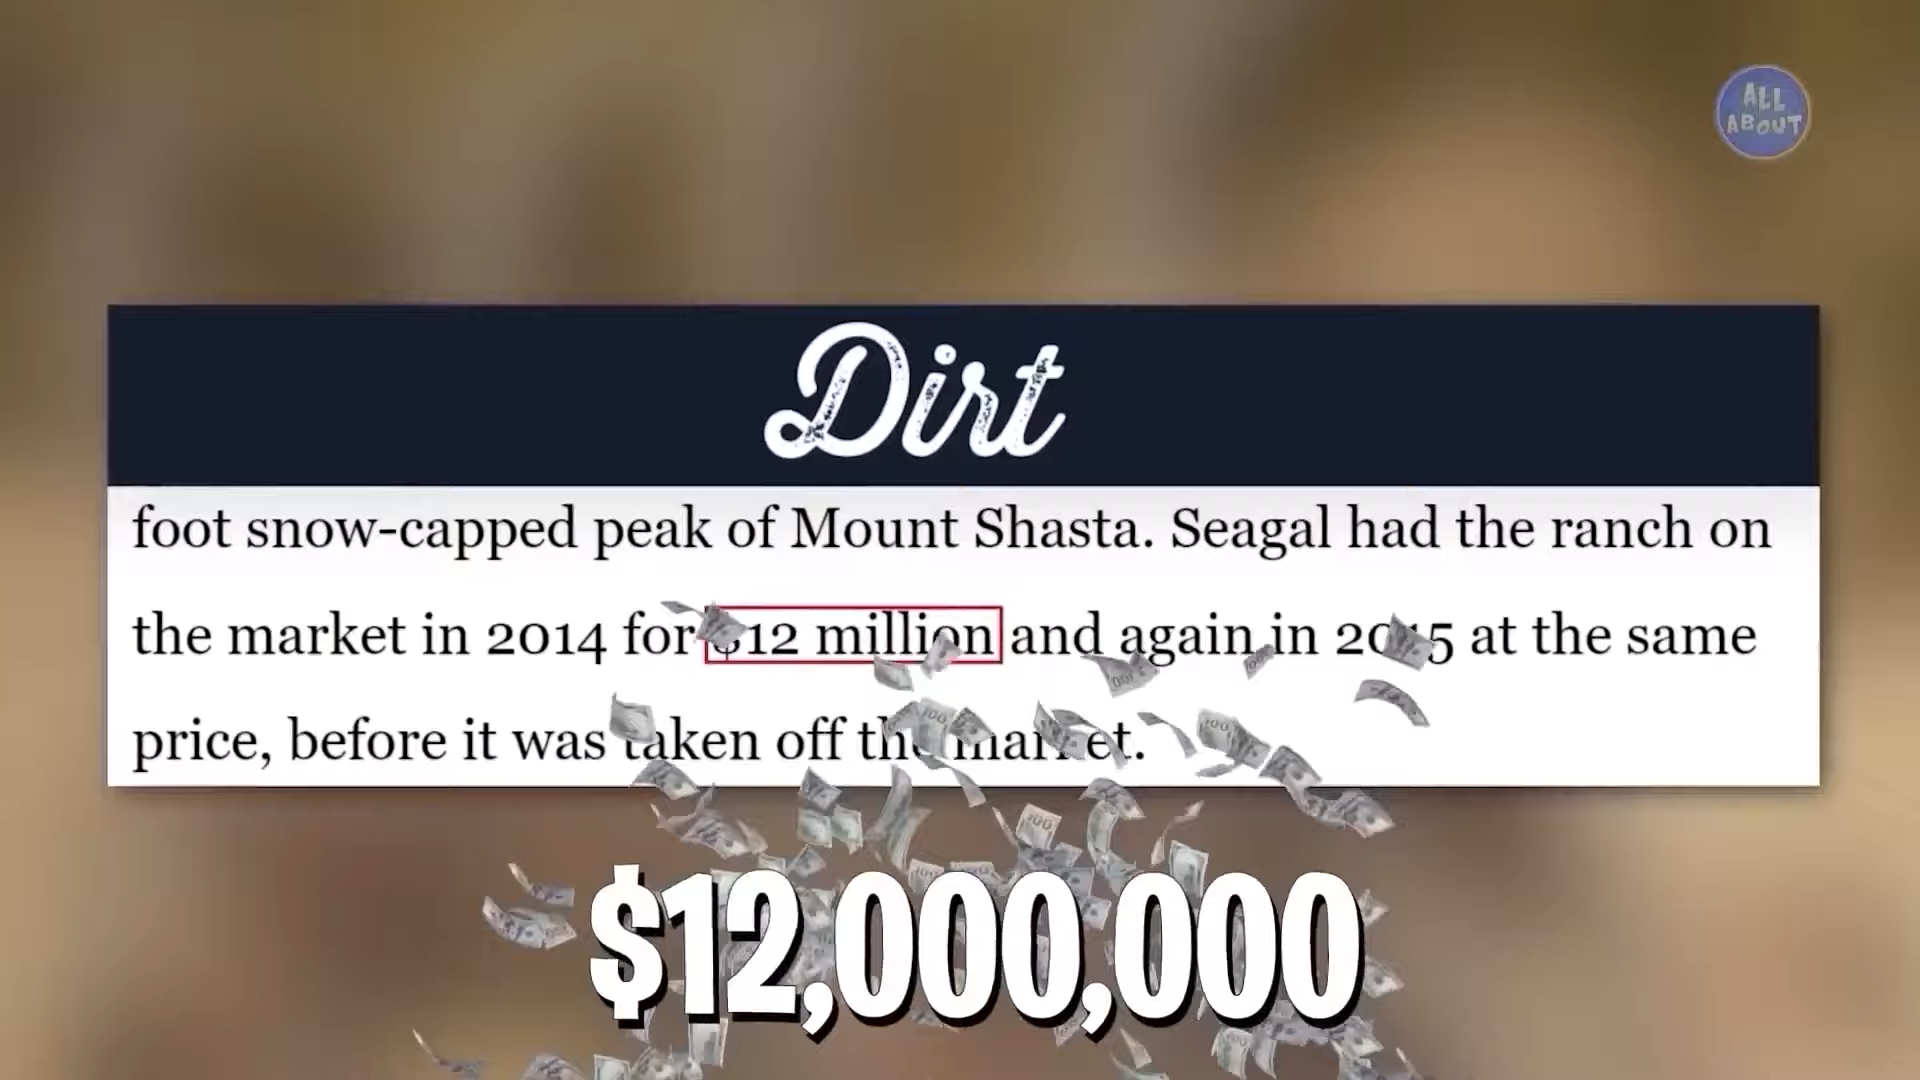 ALL
ABOUT
Dirt
foot snow-capped peak of Mount Shasta. Seagal had the ranch on
the market in 2014 for $12 million and again in 2015 at the same
price, before it was taken off the market.
$12,000,000